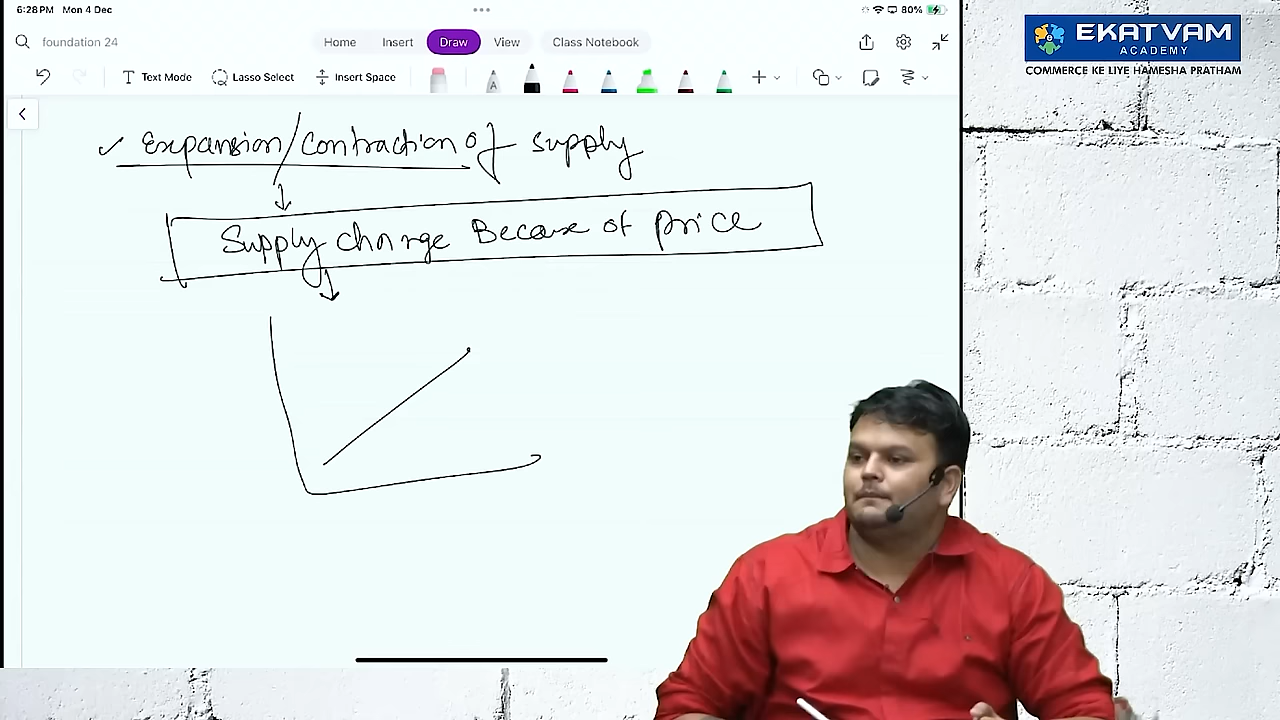 6:28 PM Mon 4 Dec
80%
foundation 24
Home Insert Draw View Class Notebook
Text Mode Lasso Select Insert Space
EKATVAM
ACADEMY
COMMERCE KE LIYE HAMESHA PRATHAM
Expansion/Contraction of supply
Supply change Because of price